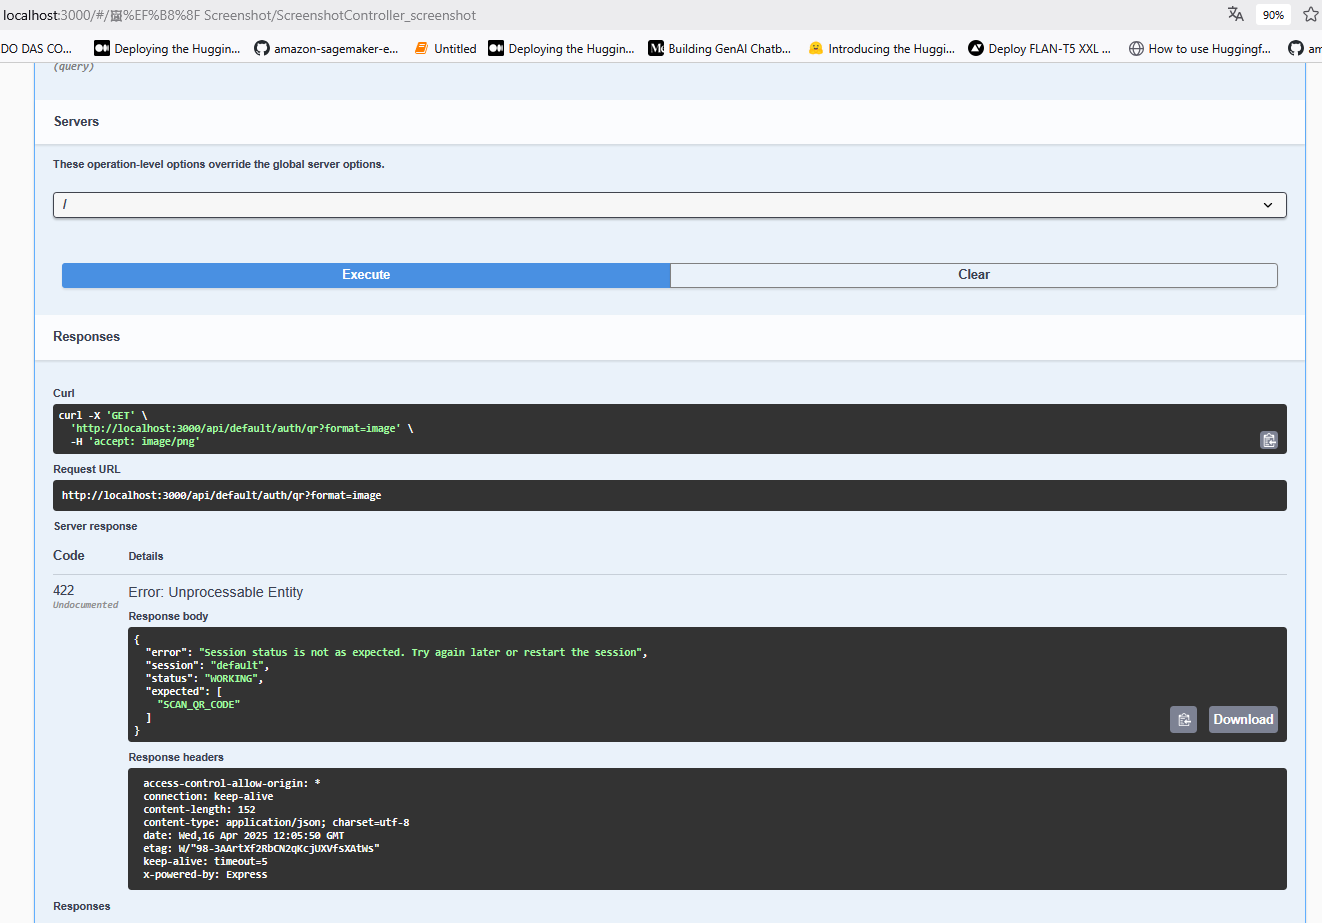 localhost:3000/#/🖼%EF%B8%8F Screenshot/ScreenshotController_screenshot
90%
DO DAS CO...
Deploying the Huggin...
amazon-sagemaker-e...
Untitled
Deploying the Huggin...
Building GenAI Chatb...
Introducing the Huggi...
Deploy FLAN-T5 XXL ...
How to use Huggingf...
am
(query)
Servers
These operation-level options override the global server options.
/
Execute
Clear
Responses
Curl
curl -X 'GET' \
'http://localhost:3000/api/default/auth/qr?format=image' \
-H 'accept: image/png'
Request URL
http://localhost:3000/api/default/auth/qr?format=image
Server response
Code
Details
422
Undocumented
Error: Unprocessable Entity
Response body
{
"error": "Session status is not as expected. Try again later or restart the session",
"session": "default",
"status": "WORKING",
"expected": [
"SCAN_QR_CODE"
]
}
Download
Response headers
access-control-allow-origin: *
connection: keep-alive
content-length: 152
content-type: application/json; charset=utf-8
date: Wed,16 Apr 2025 12:05:50 GMT
etag: W/"98-3AArtXf2RbCN2qKcjUXVfsXAtWs"
keep-alive: timeout=5
x-powered-by: Express
Responses